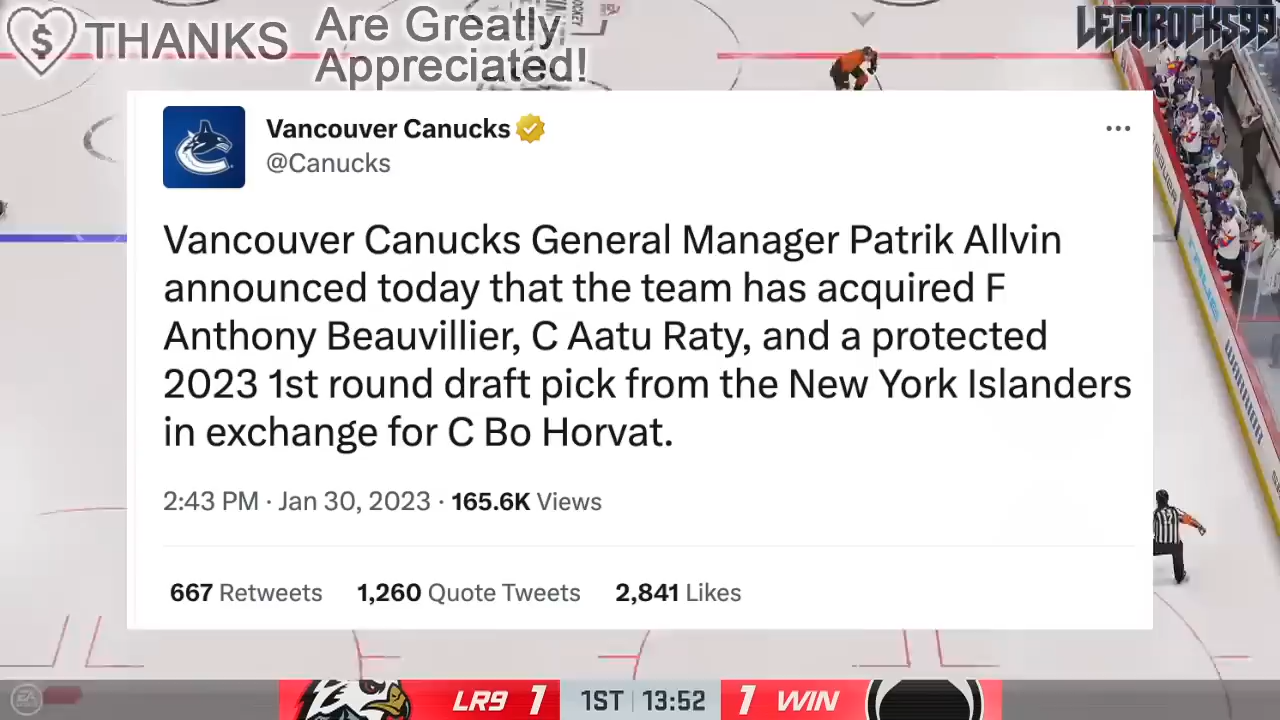 THANKS
Are Greatly
Appreciated!
LEGOROCKS99
Vancouver Canucks
@Canucks
Vancouver Canucks General Manager Patrik Allvin
announced today that the team has acquired F
Anthony Beauvillier, C Aatu Raty, and a protected
2023 1st round draft pick from the New York Islanders
in exchange for C Bo Horvat.
2:43 PM · Jan 30, 2023 · 165.6K Views
667 Retweets 1,260 Quote Tweets 2,841 Likes
EA LR9 1 1ST 13:52 1 WIN